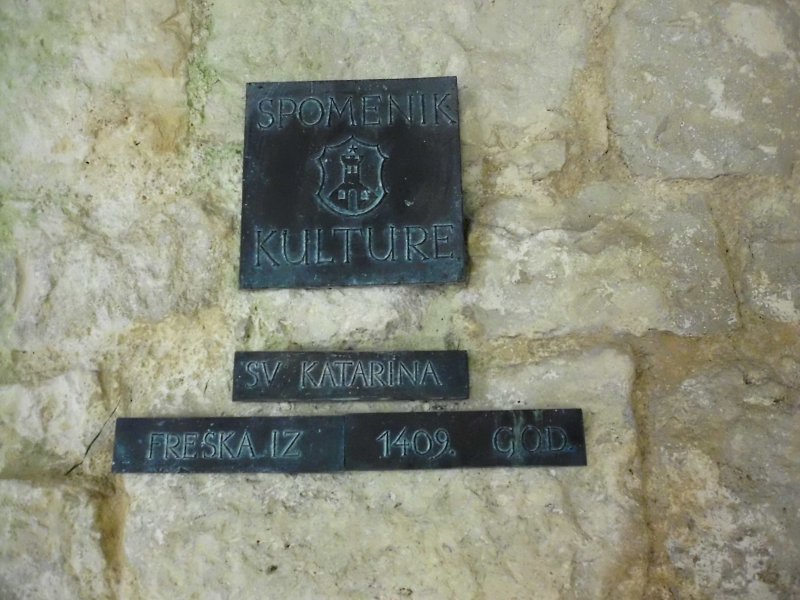 SPOMENIK
KULTURE
SV KATARINA
FREŠKA IZ 1409. GOD.